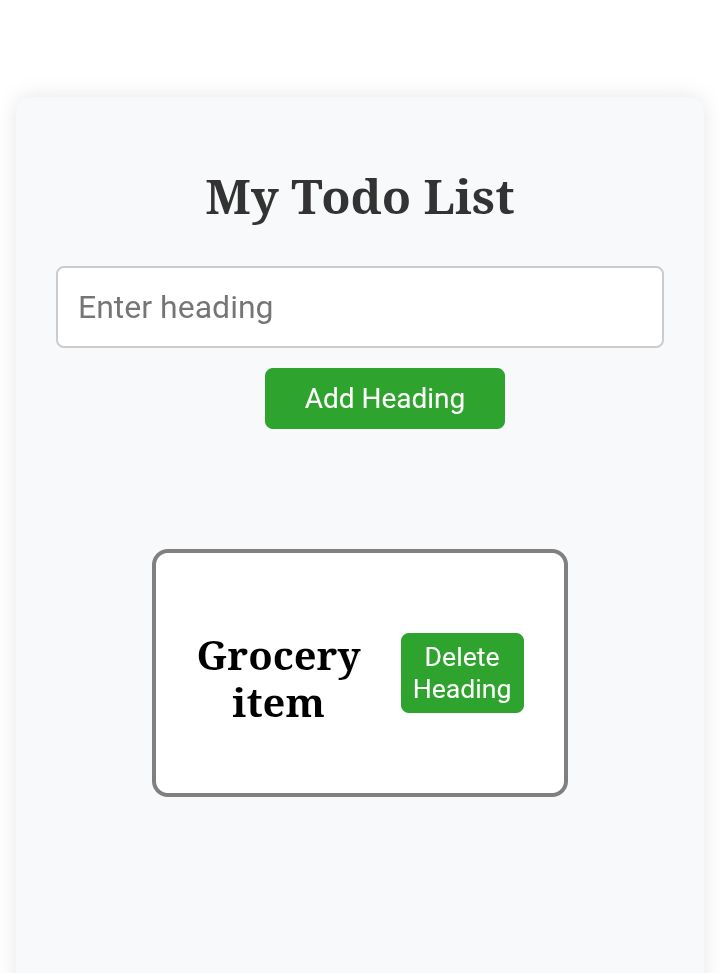 My Todo List
Enter heading
Add Heading
Grocery
item
Delete
Heading